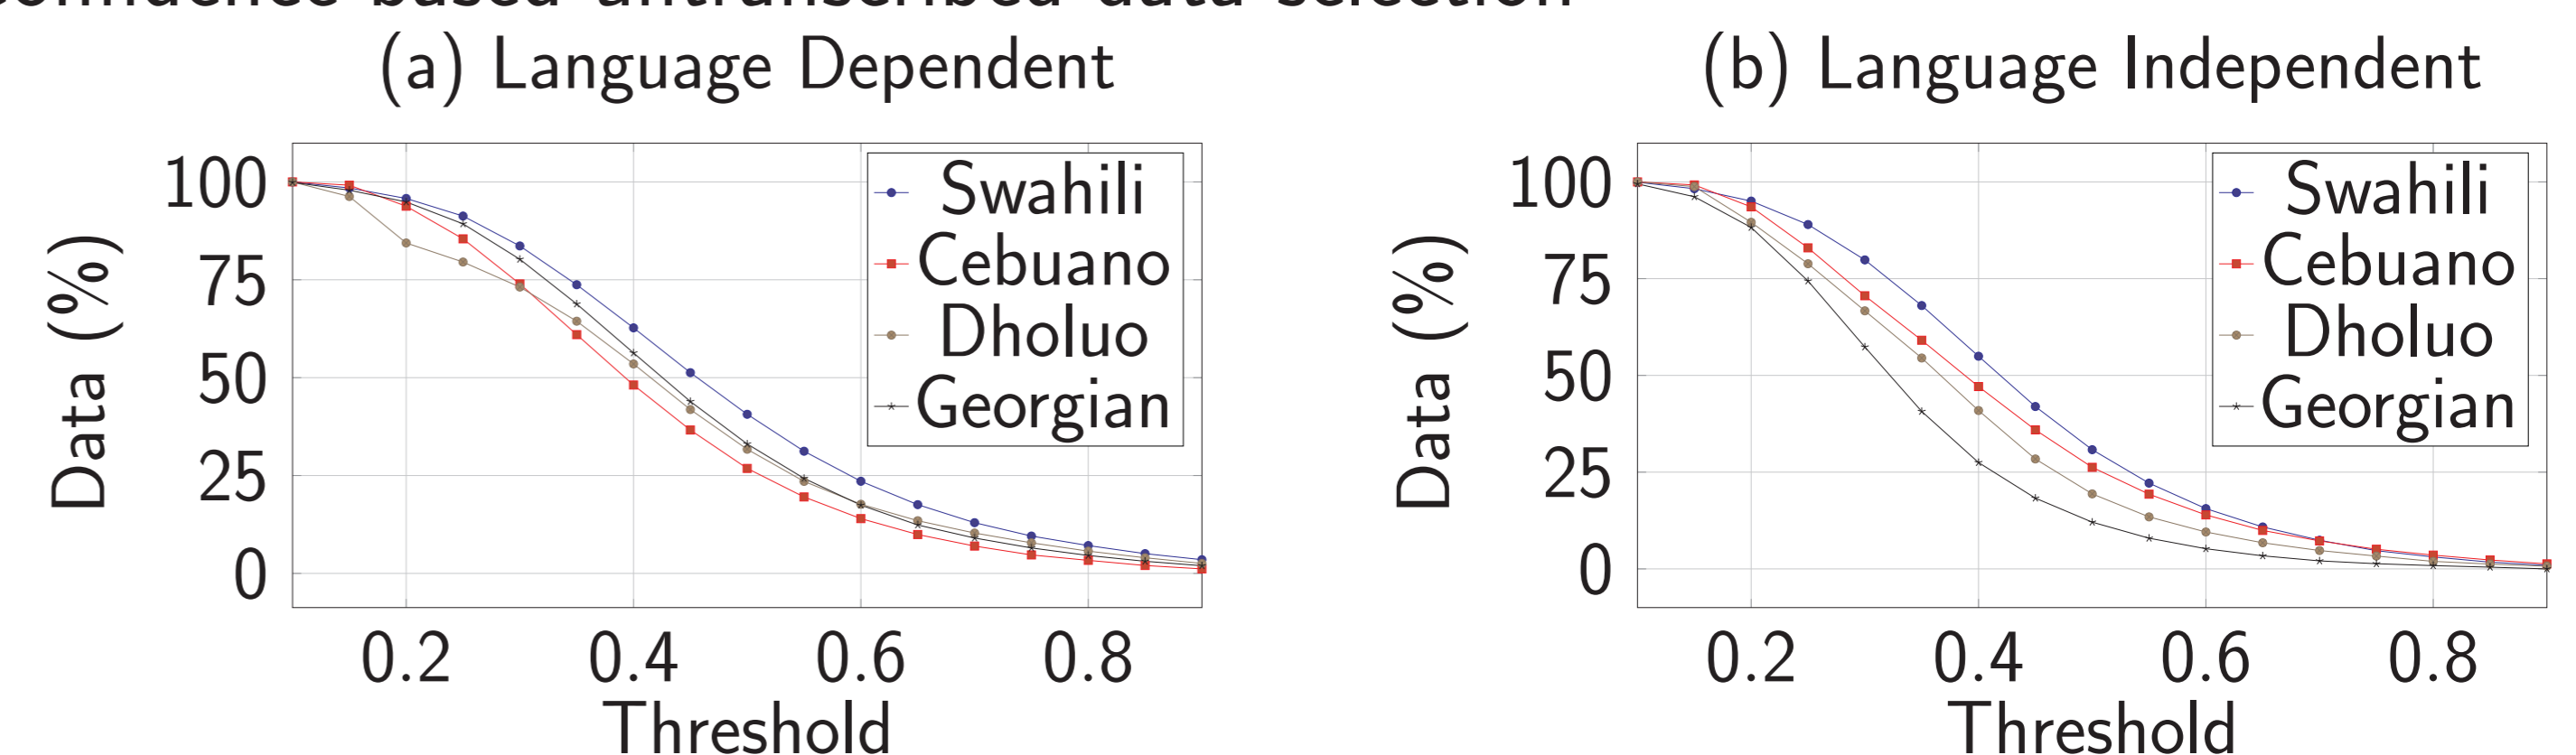 (a) Language Dependent
100
75
50
25
0
Data (%)
0.2 0.4 0.6 0.8
Threshold
Swahili
Cebuano
Dholuo
Georgian
(b) Language Independent
100
75
50
25
0
Data (%)
0.2 0.4 0.6 0.8
Threshold
Swahili
Cebuano
Dholuo
Georgian